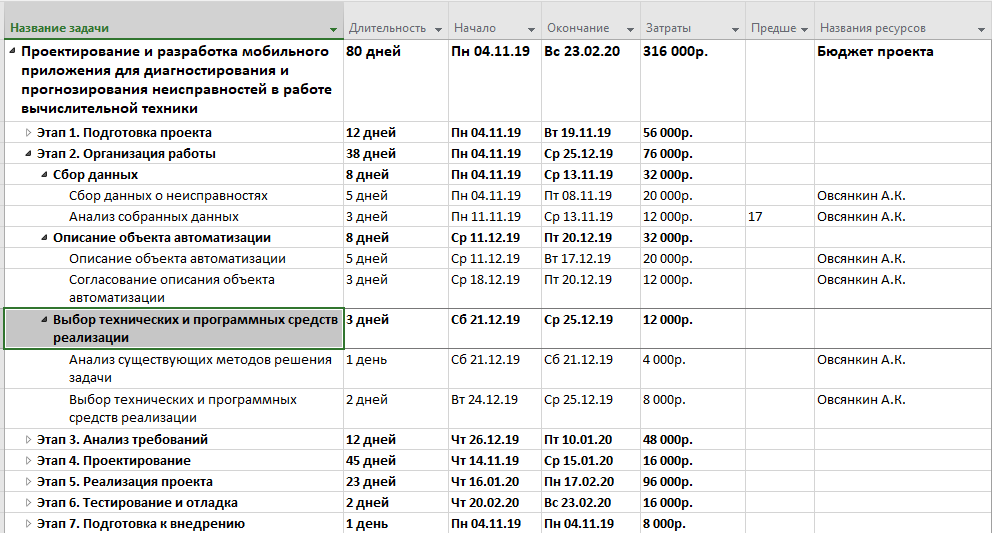 Название задачи Длительность Начало Окончание Затраты Предше Названия ресурсов
Проектирование и разработка мобильного 80 дней Пн 04.11.19 Вс 23.02.20 316 000р. Бюджет проекта
приложения для диагностирования и
прогнозирования неисправностей в работе
вычислительной техники
Этап 1. Подготовка проекта 12 дней Пн 04.11.19 Вт 19.11.19 56 000р.
Этап 2. Организация работы 38 дней Пн 04.11.19 Ср 25.12.19 76 000р.
Сбор данных 8 дней Пн 04.11.19 Ср 13.11.19 32 000р.
Сбор данных о неисправностях 5 дней Пн 04.11.19 Пт 08.11.19 20 000р. Овсянкин А.К.
Анализ собранных данных 3 дней Пн 11.11.19 Ср 13.11.19 12 000р. 17 Овсянкин А.К.
Описание объекта автоматизации 8 дней Ср 11.12.19 Пт 20.12.19 32 000р.
Описание объекта автоматизации 5 дней Ср 11.12.19 Вт 17.12.19 20 000р. Овсянкин А.К.
Согласование описания объекта 3 дней Ср 18.12.19 Пт 20.12.19 12 000р. Овсянкин А.К.
автоматизации
Выбор технических и программных средств 3 дней Сб 21.12.19 Ср 25.12.19 12 000р.
реализации
Анализ существующих методов решения 1 день Сб 21.12.19 Сб 21.12.19 4 000р. Овсянкин А.К.
задачи
Выбор технических и программных 2 дней Вт 24.12.19 Ср 25.12.19 8 000р. Овсянкин А.К.
средств реализации
Этап 3. Анализ требований 12 дней Чт 26.12.19 Пт 10.01.20 48 000р.
Этап 4. Проектирование 45 дней Чт 14.11.19 Ср 15.01.20 16 000р.
Этап 5. Реализация проекта 23 дней Чт 16.01.20 Пн 17.02.20 96 000р.
Этап 6. Тестирование и отладка 2 дней Чт 20.02.20 Вс 23.02.20 16 000р.
Этап 7. Подготовка к внедрению 1 день Пн 04.11.19 Пн 04.11.19 8 000р.